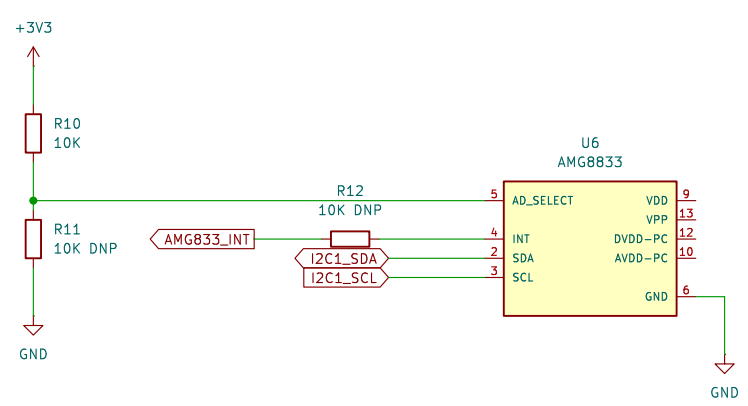 +3V3
R10
10K
R11
10K DNP
GND
AMG833_INT
R12
10K DNP
I2C1_SDA
I2C1_SCL
U6
AMG8833
5 AD_SELECT
4 INT
2 SDA
3 SCL
VDD 9
VPP 13
DVDD-PC 12
AVDD-PC 10
GND 6
GND